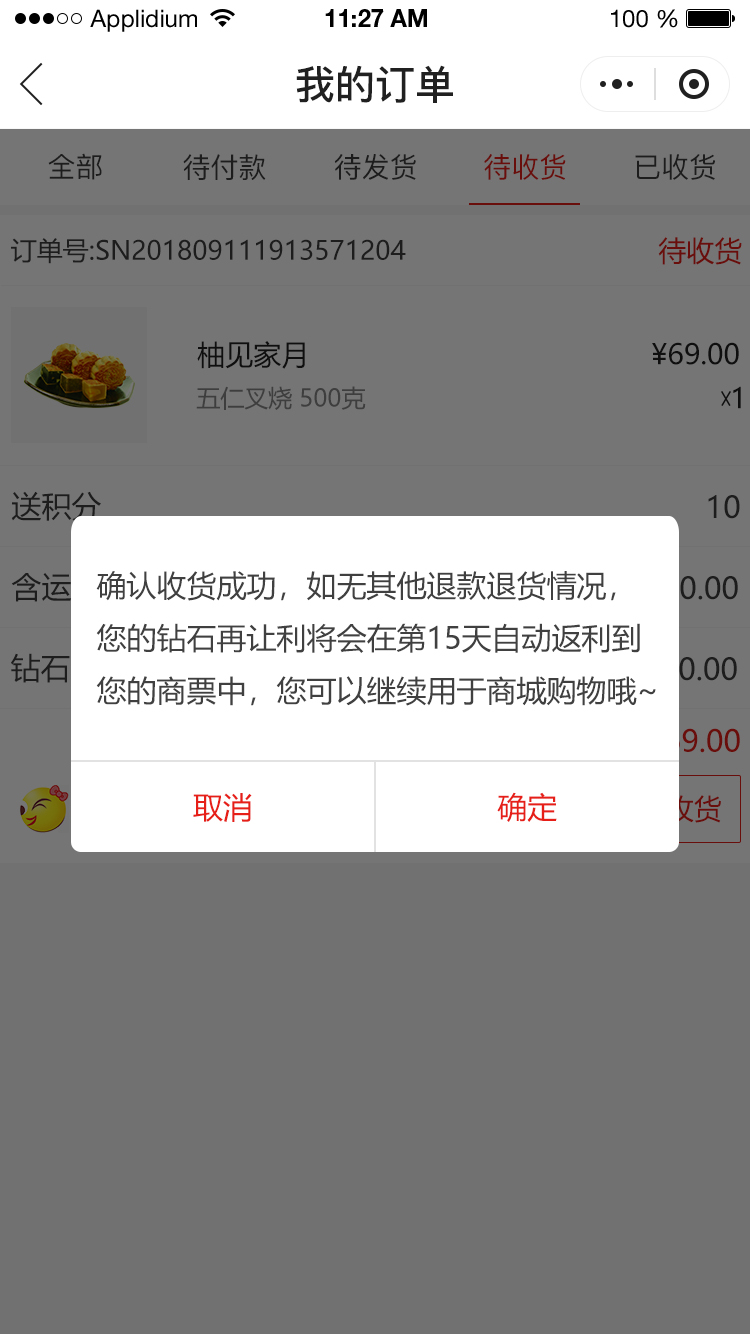 Applidium 11:27 AM 100 %
我的订单
全部 待付款 待发货 待收货 已收货
订单号:SN201809111913571204 待收货
柚见家月 ¥69.00
五仁叉烧 500克 x1
送积分 10
含运 0.00
钻石 0.00
9.00
收货
确认收货成功，如无其他退款退货情况，
您的钻石再让利将会在第15天自动返利到
您的商票中，您可以继续用于商城购物哦~
取消 确定